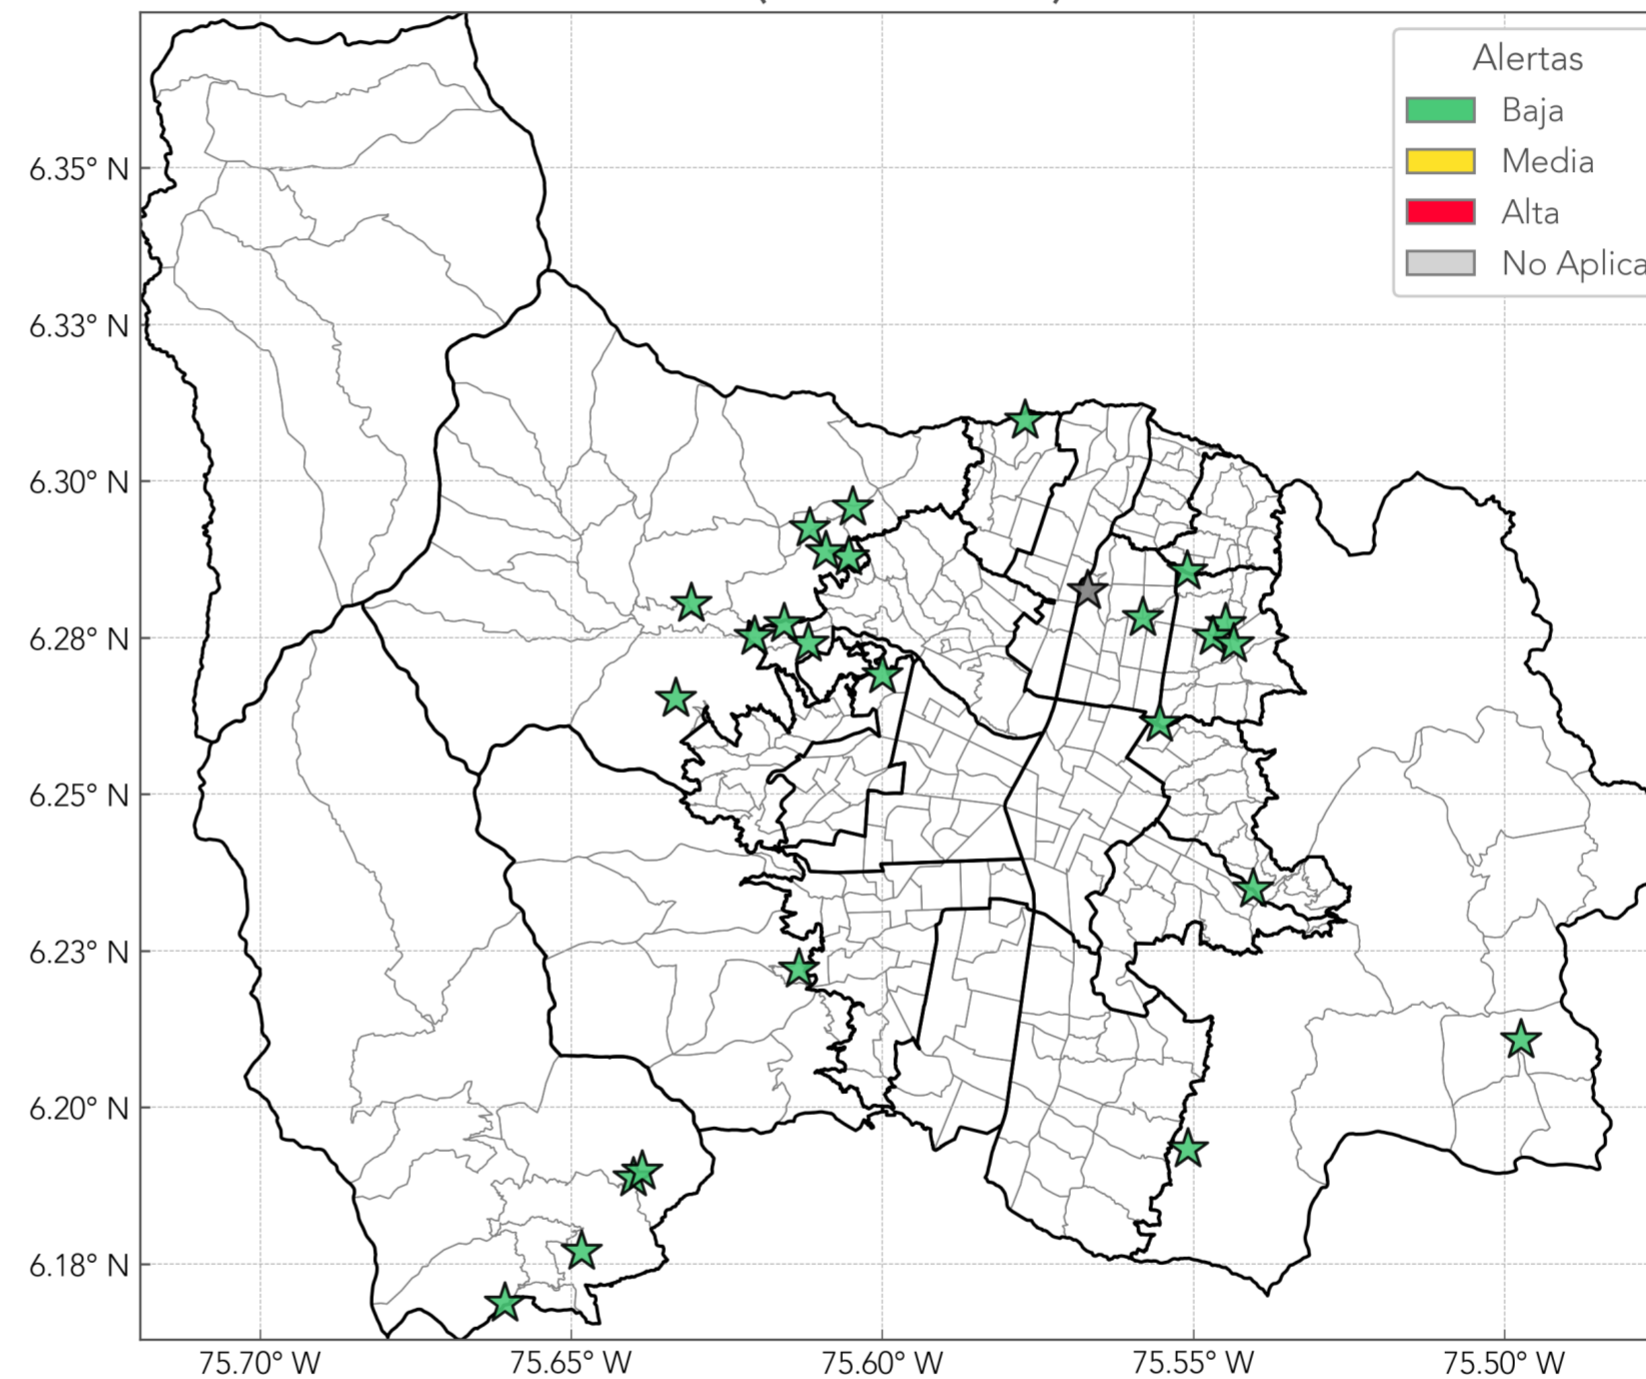 Alertas
Baja
Media
Alta
No Aplica
6.35° N
6.33° N
6.30° N
6.28° N
6.25° N
6.23° N
6.20° N
6.18° N
75.70° W 75.65° W 75.60° W 75.55° W 75.50° W